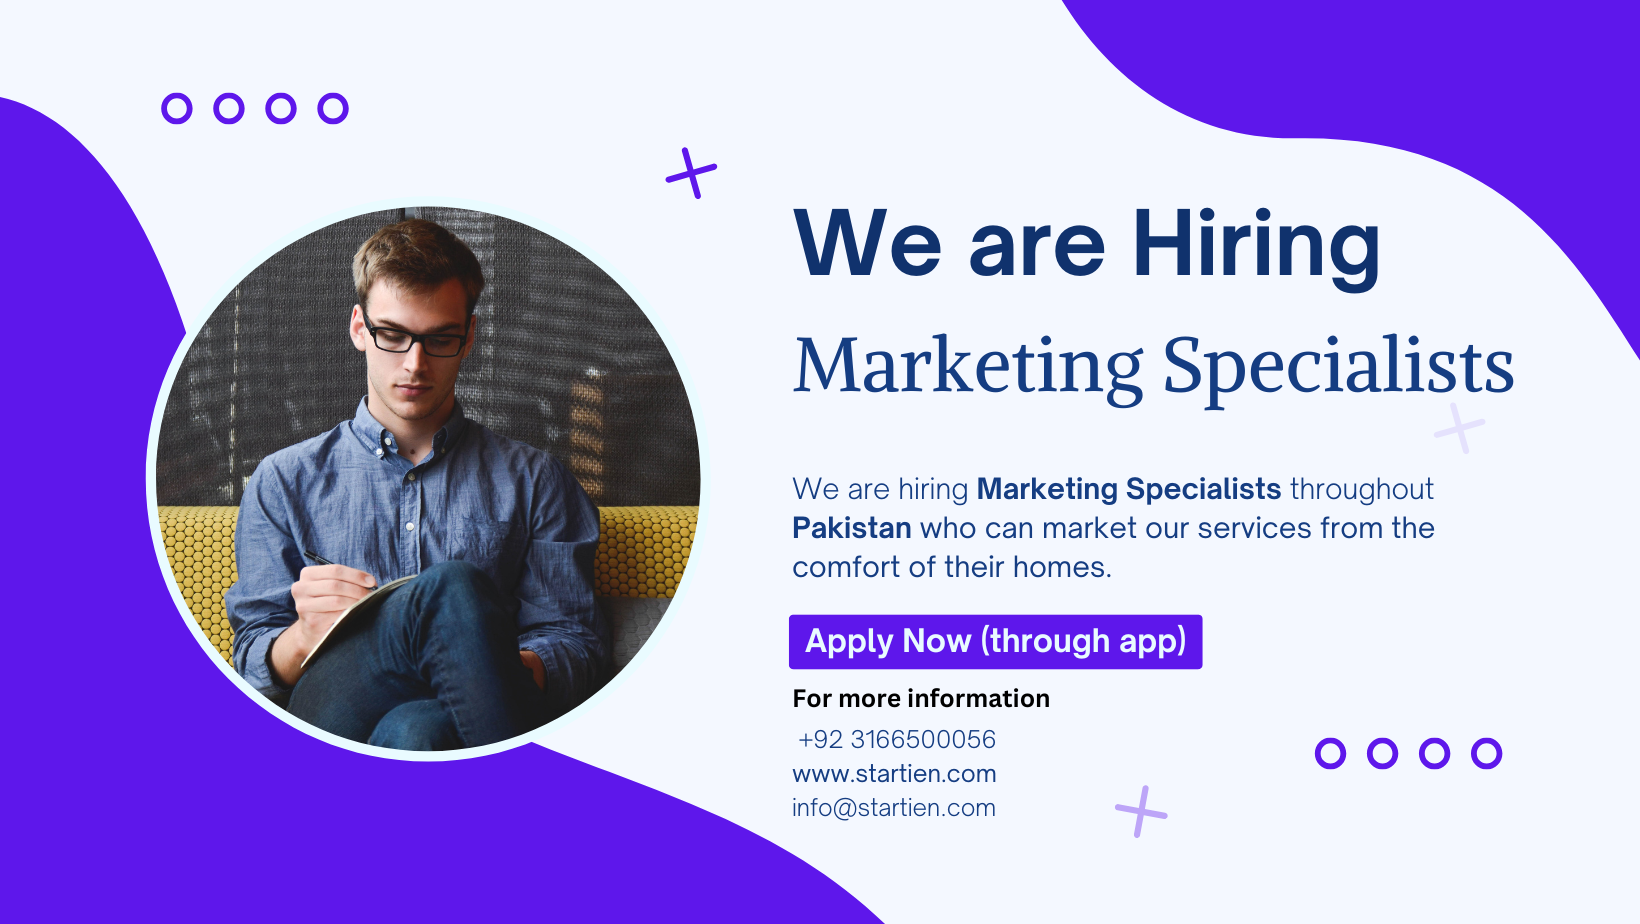 We are Hiring
Marketing Specialists
We are hiring Marketing Specialists throughout
Pakistan who can market our services from the
comfort of their homes.
Apply Now (through app)
For more information
+92 3166500056
www.startien.com
info@startien.com